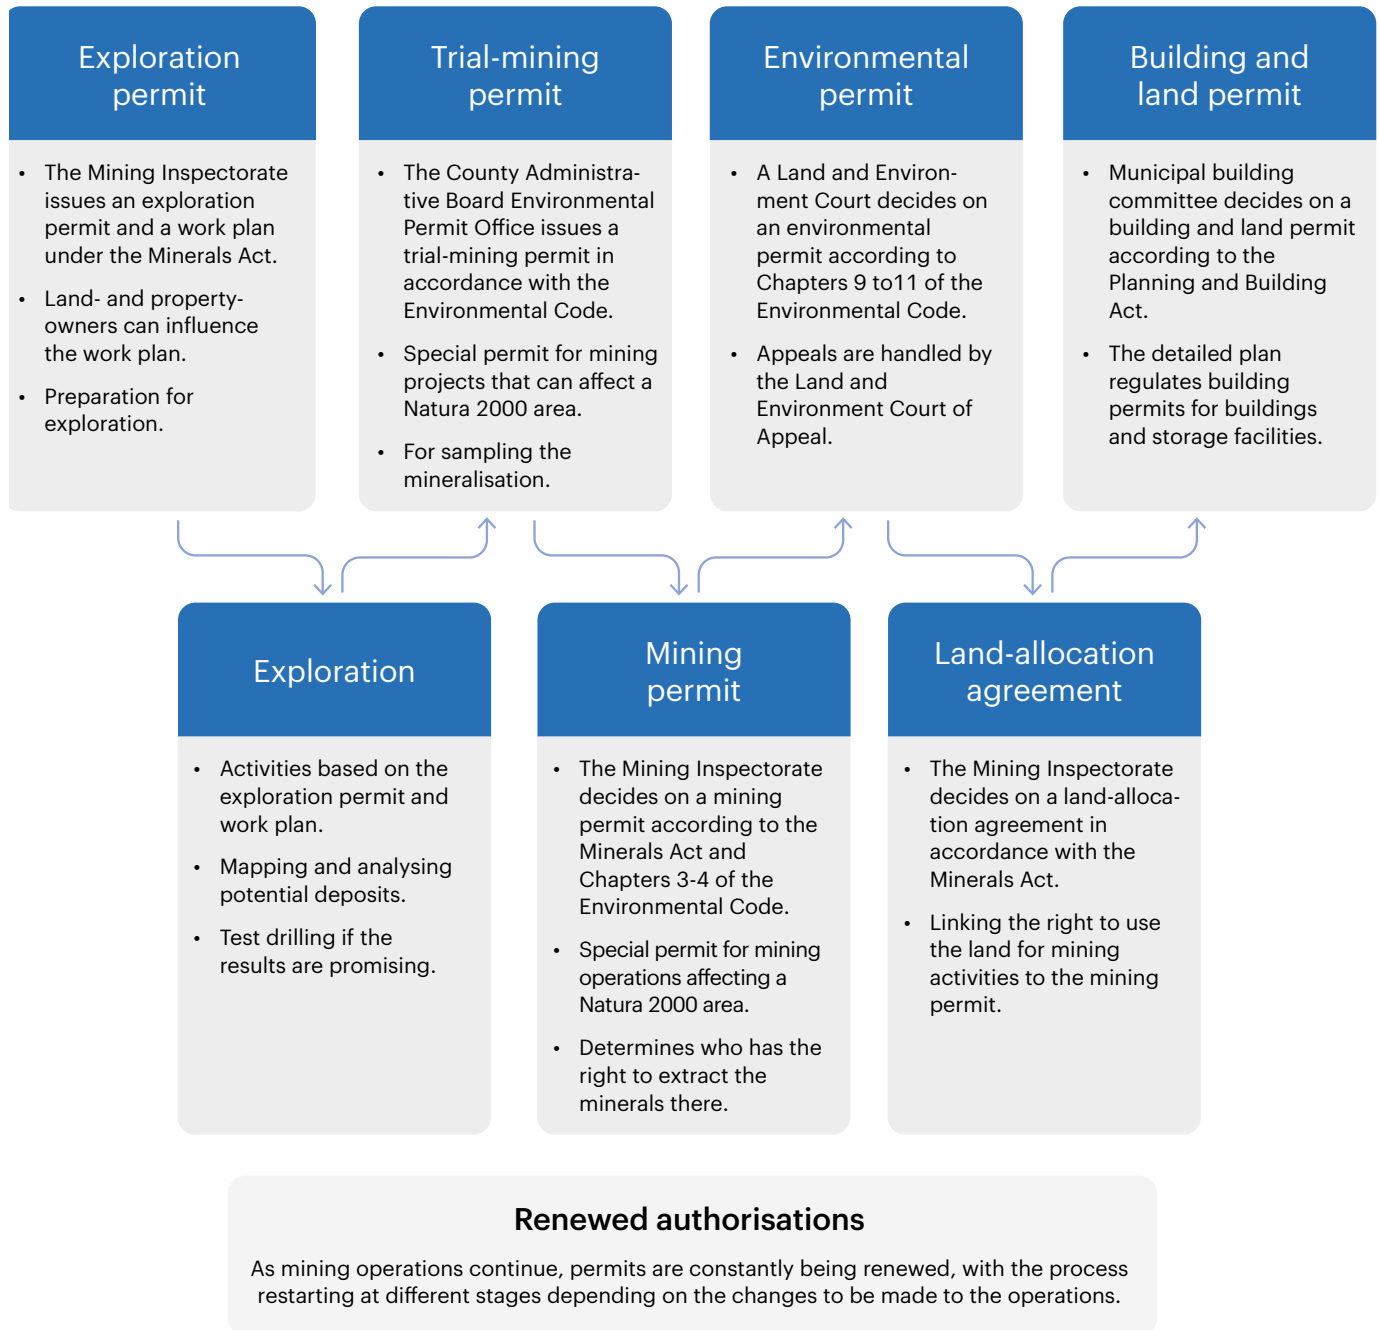 Exploration
permit
• The Mining Inspectorate
issues an exploration
permit and a work plan
under the Minerals Act.
• Land- and property-
owners can influence
the work plan.
• Preparation for
exploration.
Trial-mining
permit
• The County Administra-
tive Board Environmental
Permit Office issues a
trial-mining permit in
accordance with the
Environmental Code.
• Special permit for mining
projects that can affect a
Natura 2000 area.
• For sampling the
mineralisation.
Environmental
permit
• A Land and Environ-
ment Court decides on
an environmental
permit according to
Chapters 9 to11 of the
Environmental Code.
• Appeals are handled by
the Land and
Environment Court of
Appeal.
Building and
land permit
• Municipal building
committee decides on a
building and land permit
according to the
Planning and Building
Act.
• The detailed plan
regulates building
permits for buildings
and storage facilities.
Exploration
• Activities based on the
exploration permit and
work plan.
• Mapping and analysing
potential deposits.
• Test drilling if the
results are promising.
Mining
permit
• The Mining Inspectorate
decides on a mining
permit according to the
Minerals Act and
Chapters 3-4 of the
Environmental Code.
• Special permit for mining
operations affecting a
Natura 2000 area.
• Determines who has the
right to extract the
minerals there.
Land-allocation
agreement
• The Mining Inspectorate
decides on a land-alloca-
tion agreement in
accordance with the
Minerals Act.
• Linking the right to use
the land for mining
activities to the mining
permit.
Renewed authorisations
As mining operations continue, permits are constantly being renewed, with the process
restarting at different stages depending on the changes to be made to the operations.